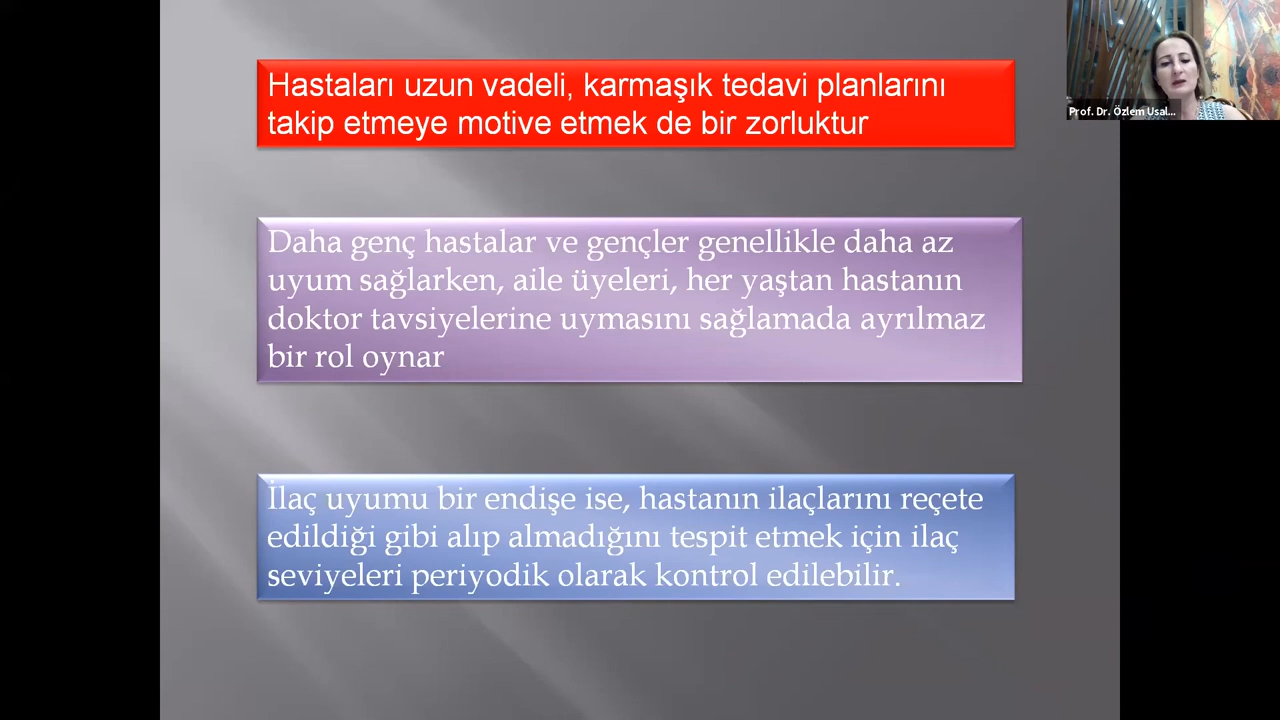 Hastaları uzun vadeli, karmaşık tedavi planlarını
takip etmeye motive etmek de bir zorluktur
Daha genç hastalar ve gençler genellikle daha az
uyum sağlarken, aile üyeleri, her yaştan hastanın
doktor tavsiyelerine uymasını sağlamada ayrılmaz
bir rol oynar
İlaç uyumu bir endişe ise, hastanın ilaçlarını reçete
edildiği gibi alıp almadığını tespit etmek için ilaç
seviyeleri periyodik olarak kontrol edilebilir.
Prof. Dr. Özlem Usal...